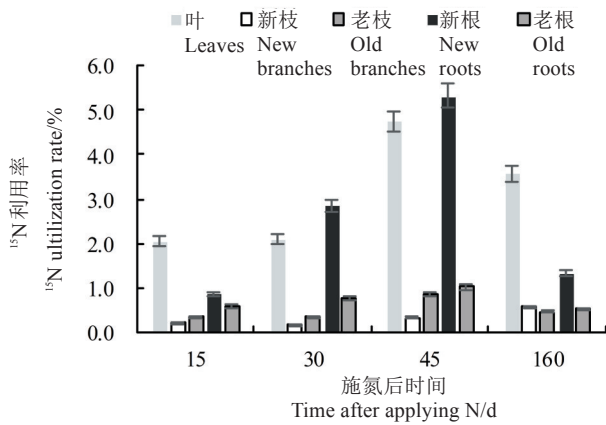 叶 新枝 老枝 新根 老根
Leaves New Old New Old
branches branches roots roots
6.0
5.0
4.0
3.0
2.0
1.0
0.0
¹⁵N利用率
¹⁵N ultilization rate/%
15 30 45 160
施氮后时间
Time after applying N/d